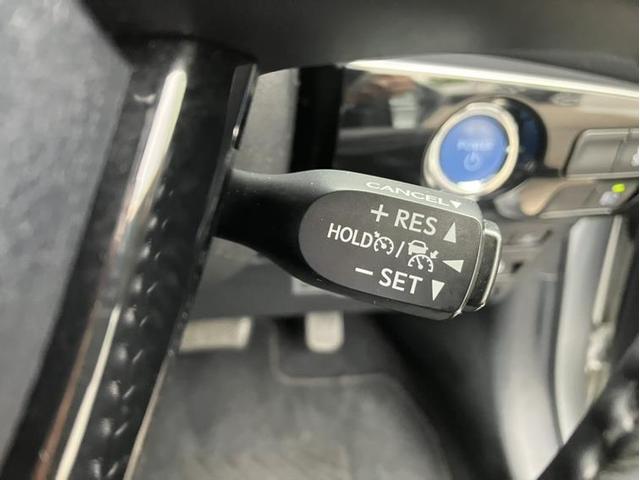 CANCEL
+ RES
HOLD /
− SET
POWER